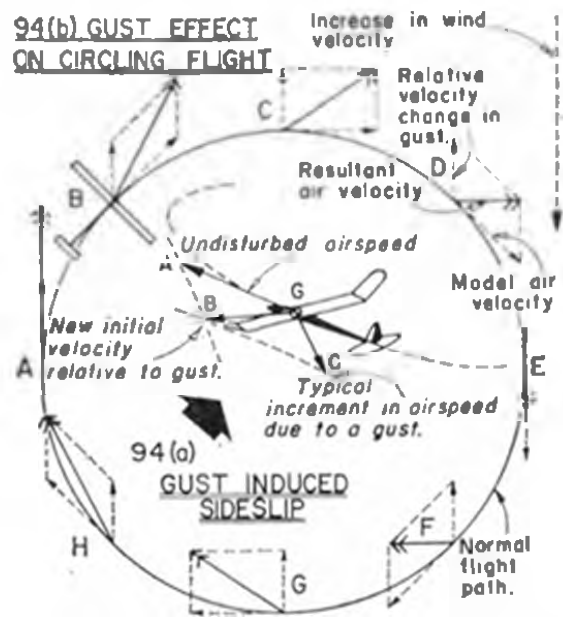 94(b) GUST EFFECT
ON CIRCLING FLIGHT
Increase in wind
velocity
C
Relative
velocity
change in
gust.
D
Resultant
air velocity
B
Undisturbed airspeed
A
G
Model air
velocity
B
New initial
velocity
relative to gust.
A
C
E
Typical
increment in airspeed
due to a gust.
94(a)
GUST INDUCED
SIDESLIP
F
H
G
Normal
flight
path.